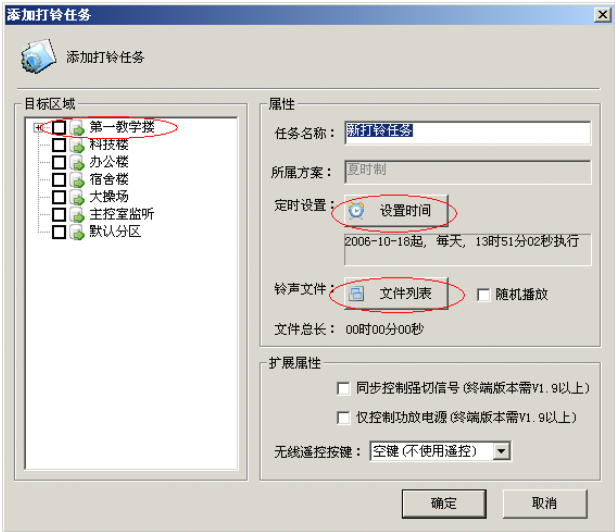 添加打铃任务
添加打铃任务
目标区域
第一教学搂
科技楼
办公楼
宿舍楼
大操场
主控室监听
默认分区
属性
任务名称：
新打铃任务
所属方案：
夏时制
定时设置：
设置时间
2006-10-18起, 每天, 13时51分02秒执行
铃声文件：
文件列表
随机播放
文件总长： 00时00分00秒
扩展属性
同步控制强切信号(终端版本需V1.9以上)
仅控制功放电源(终端版本需V1.9以上)
无线遥控按键：
空键(不使用遥控)
确定
取消